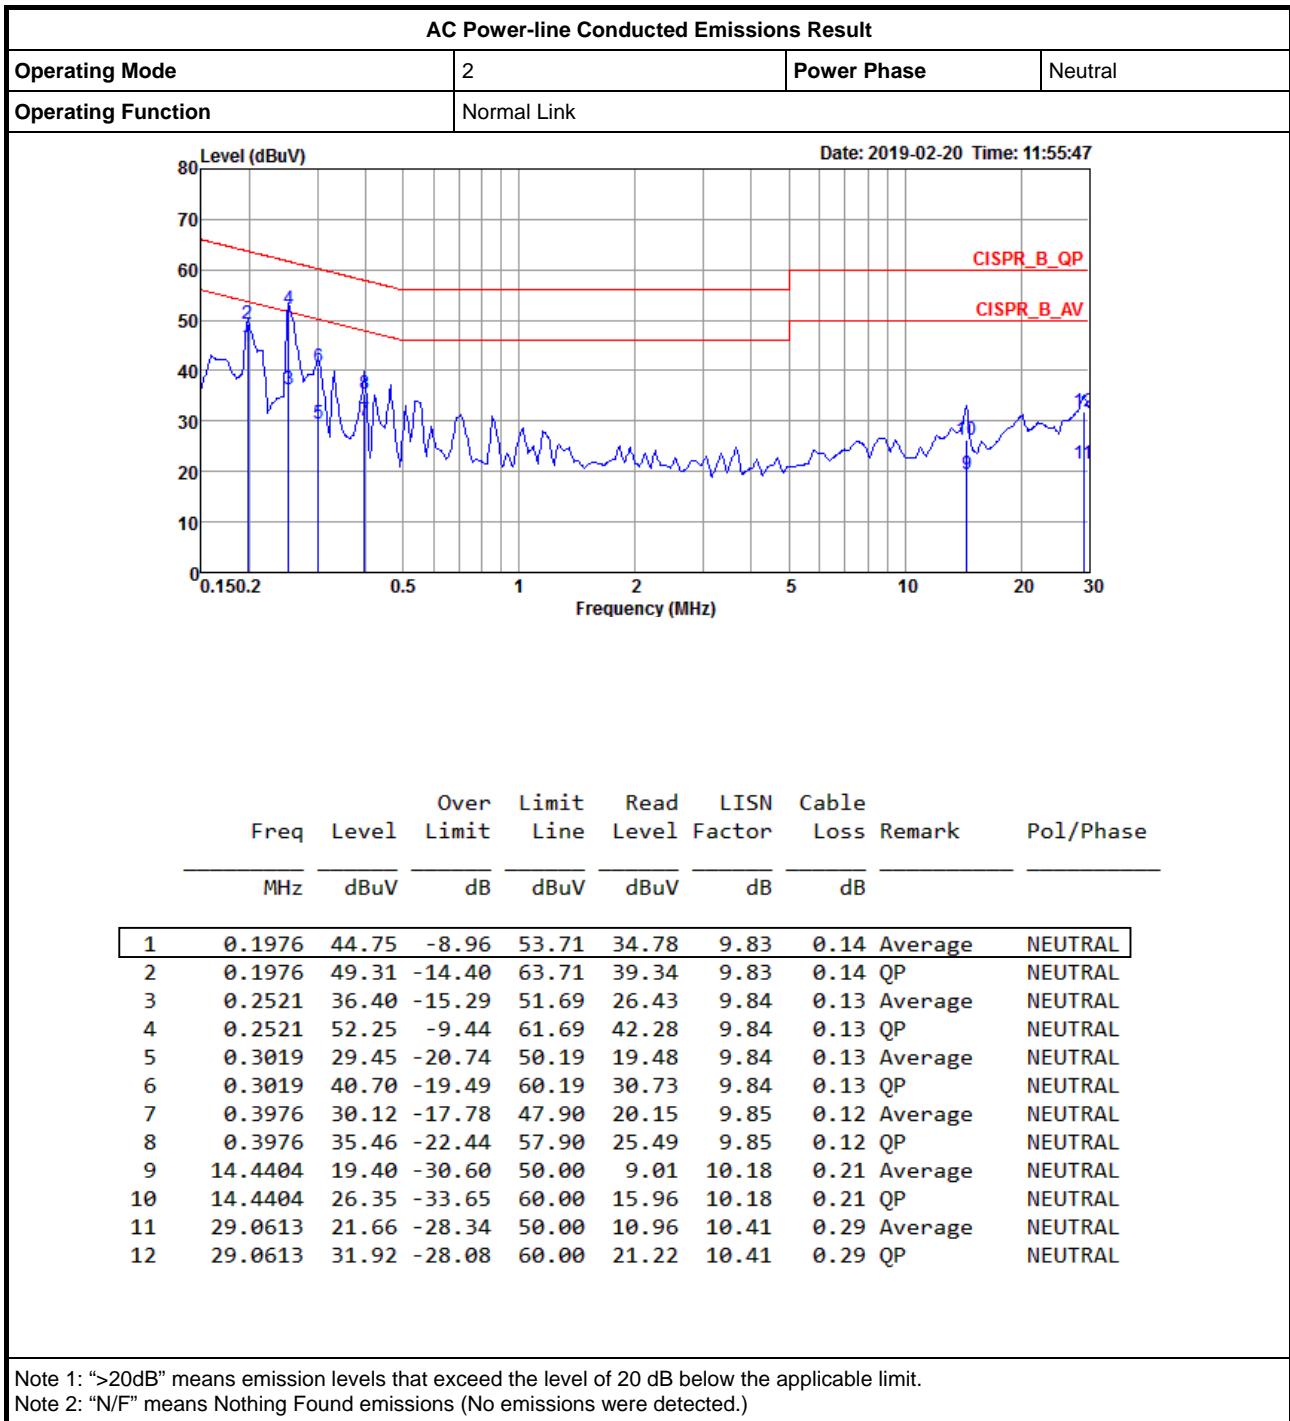 AC Power-line Conducted Emissions Result
Operating Mode 2 Power Phase Neutral
Operating Function Normal Link
Level (dBuV) Date: 2019-02-20 Time: 11:55:47
80
70
60
50
40
30
20
10
0
CISPR_B_QP
CISPR_B_AV
2
4
3
6
5
8
10
9
12
11
0.15 0.2 0.5 1 2 5 10 20 30
Frequency (MHz)
Over Limit Read LISN Cable
Freq Level Limit Line Level Factor Loss Remark Pol/Phase
MHz dBuV dB dBuV dBuV dB dB
1 0.1976 44.75 -8.96 53.71 34.78 9.83 0.14 Average NEUTRAL
2 0.1976 49.31 -14.40 63.71 39.34 9.83 0.14 QP NEUTRAL
3 0.2521 36.40 -15.29 51.69 26.43 9.84 0.13 Average NEUTRAL
4 0.2521 52.25 -9.44 61.69 42.28 9.84 0.13 QP NEUTRAL
5 0.3019 29.45 -20.74 50.19 19.48 9.84 0.13 Average NEUTRAL
6 0.3019 40.70 -19.49 60.19 30.73 9.84 0.13 QP NEUTRAL
7 0.3976 30.12 -17.78 47.90 20.15 9.85 0.12 Average NEUTRAL
8 0.3976 35.46 -22.44 57.90 25.49 9.85 0.12 QP NEUTRAL
9 14.4404 19.40 -30.60 50.00 9.01 10.18 0.21 Average NEUTRAL
10 14.4404 26.35 -33.65 60.00 15.96 10.18 0.21 QP NEUTRAL
11 29.0613 21.66 -28.34 50.00 10.96 10.41 0.29 Average NEUTRAL
12 29.0613 31.92 -28.08 60.00 21.22 10.41 0.29 QP NEUTRAL
Note 1: “>20dB” means emission levels that exceed the level of 20 dB below the applicable limit.
Note 2: “N/F” means Nothing Found emissions (No emissions were detected.)